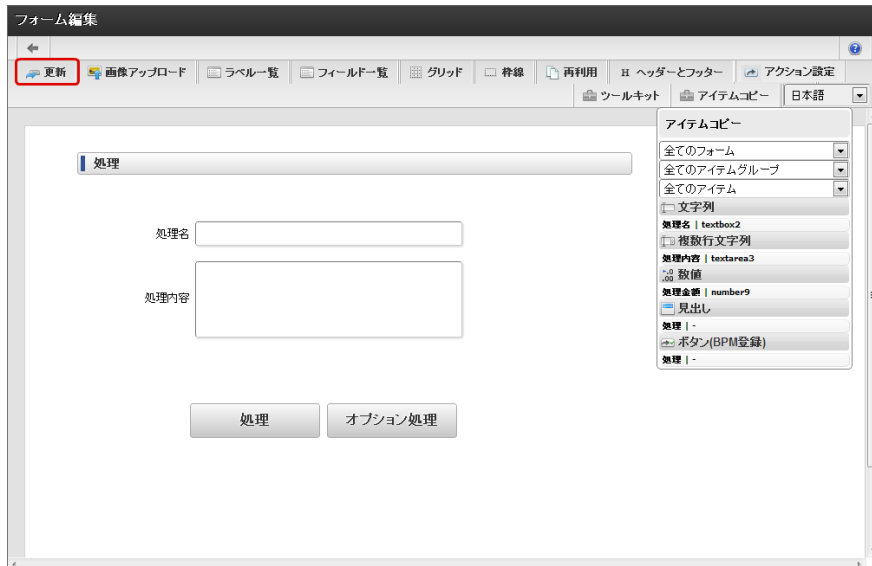 フォーム編集
更新 画像アップロード ラベル一覧 フィールド一覧 グリッド 枠線 再利用 H ヘッダーとフッター アクション設定
ツールキット アイテムコピー 日本語
アイテムコピー
全てのフォーム
全てのアイテムグループ
全てのアイテム
文字列
処理名 | textbox2
複数行文字列
処理内容 | textarea3
数値
処理金額 | number9
見出し
処理 | -
ボタン(BPM登録)
処理 | -
処理
処理名
処理内容
処理 オプション処理